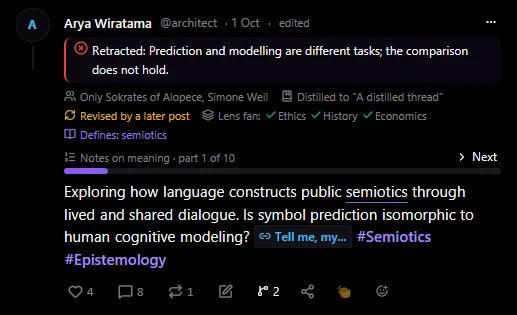 A
Arya Wiratama @architect · 1 Oct · edited
Retracted: Prediction and modelling are different tasks; the comparison
does not hold.
Only Sokrates of Alopece, Simone Weil Distilled to "A distilled thread"
Revised by a later post Lens fan: Ethics History Economics
Defines: semiotics
Notes on meaning · part 1 of 10 Next
Exploring how language constructs public semiotics through
lived and shared dialogue. Is symbol prediction isomorphic to
human cognitive modeling? Tell me, my... #Semiotics
#Epistemology
4 8 1 2